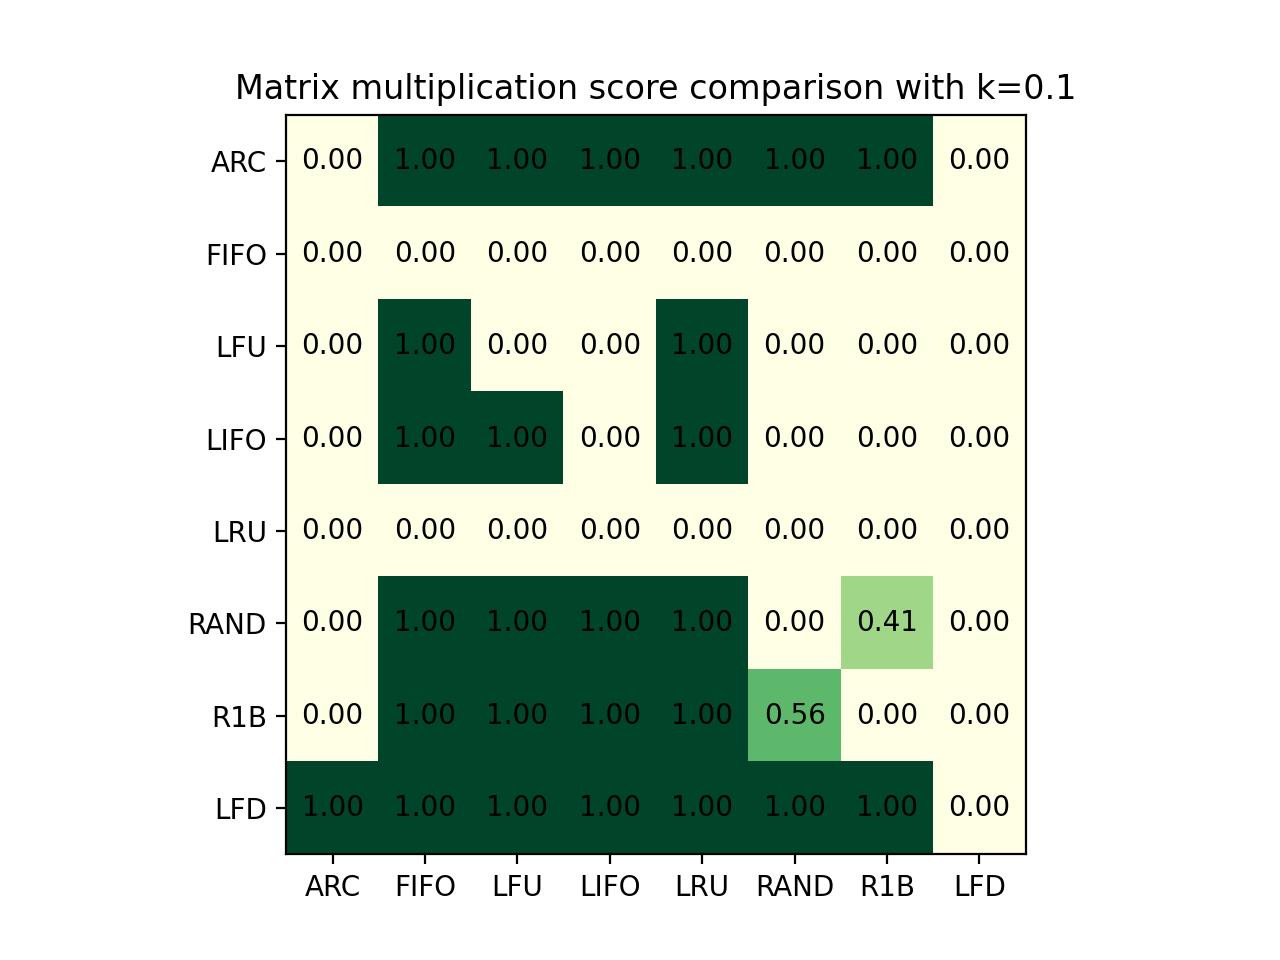 Matrix multiplication score comparison with k=0.1
ARC 0.00 1.00 1.00 1.00 1.00 1.00 1.00 0.00
FIFO 0.00 0.00 0.00 0.00 0.00 0.00 0.00 0.00
LFU 0.00 1.00 0.00 0.00 1.00 0.00 0.00 0.00
LIFO 0.00 1.00 1.00 0.00 1.00 0.00 0.00 0.00
LRU 0.00 0.00 0.00 0.00 0.00 0.00 0.00 0.00
RAND 0.00 1.00 1.00 1.00 1.00 0.00 0.41 0.00
R1B 0.00 1.00 1.00 1.00 1.00 0.56 0.00 0.00
LFD 1.00 1.00 1.00 1.00 1.00 1.00 1.00 0.00
ARC FIFO LFU LIFO LRU RAND R1B LFD